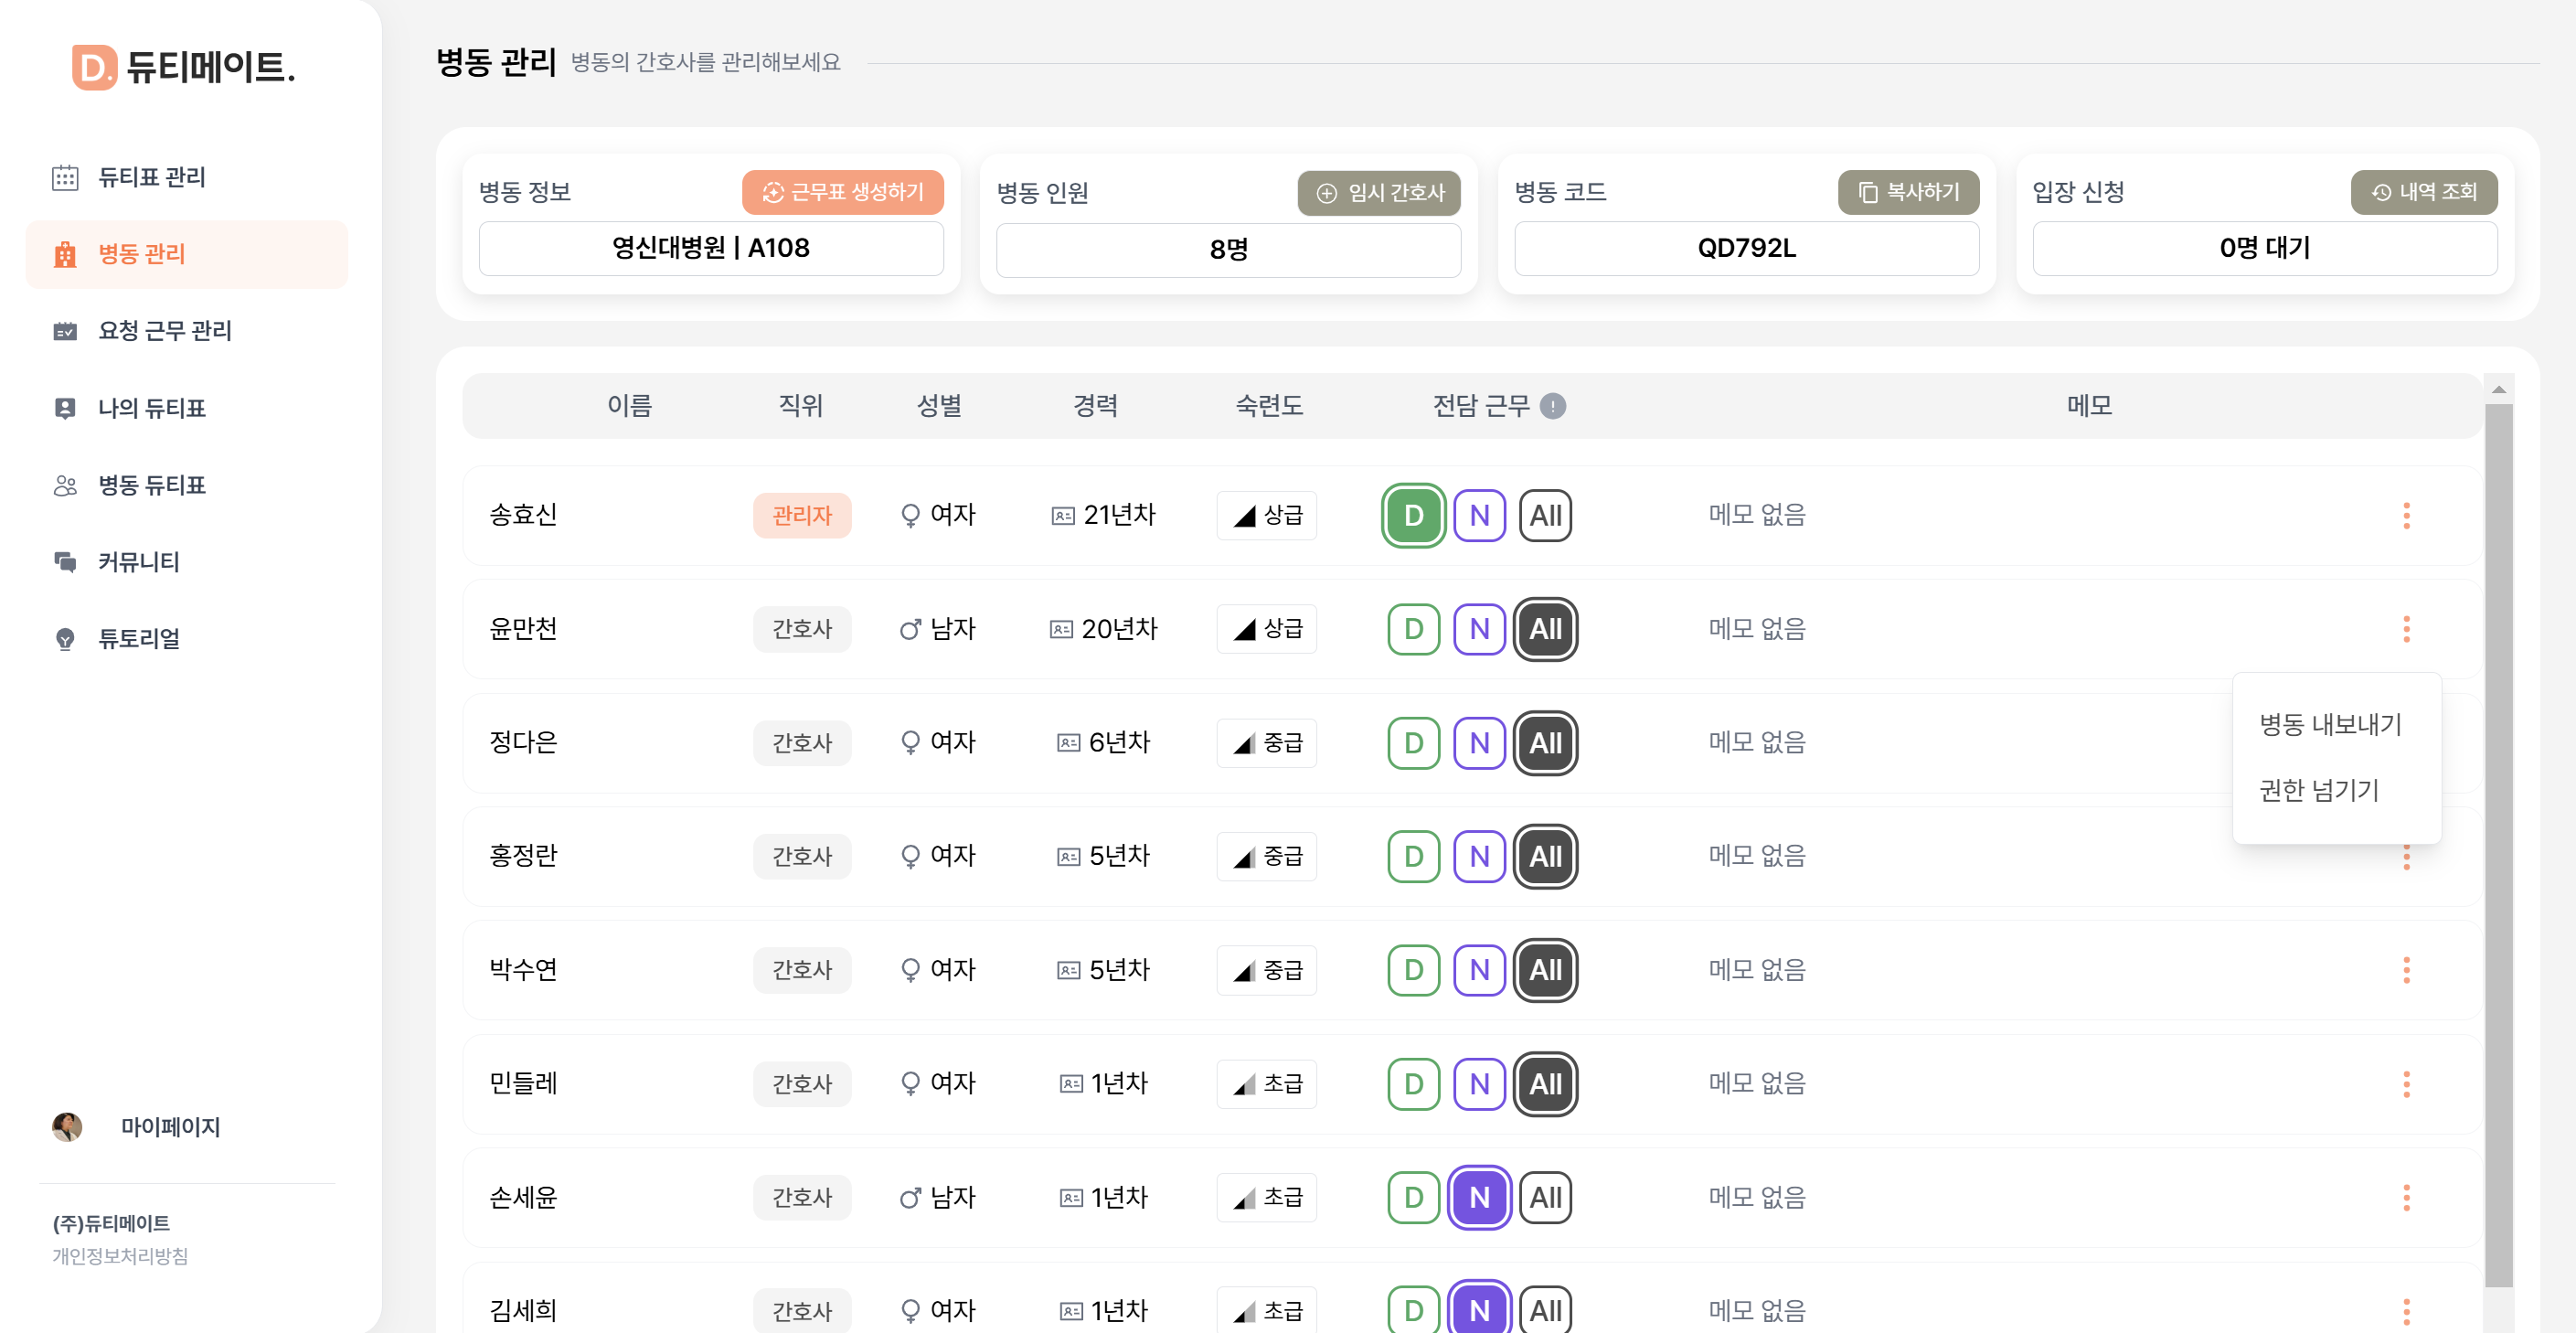 D. 듀티메이트.
듀티표 관리
병동 관리
요청 근무 관리
나의 듀티표
병동 듀티표
커뮤니티
튜토리얼
마이페이지
(주)듀티메이트
개인정보처리방침
병동 관리 병동의 간호사를 관리해보세요
병동 정보 근무표 생성하기
영신대병원 | A108
병동 인원 임시 간호사
8명
병동 코드 복사하기
QD792L
입장 신청 내역 조회
0명 대기
이름 직위 성별 경력 숙련도 전담 근무 ! 메모
송효신 관리자 여자 21년차 상급 D N All 메모 없음
윤만천 간호사 남자 20년차 상급 D N All 메모 없음
병동 내보내기
권한 넘기기
정다은 간호사 여자 6년차 중급 D N All 메모 없음
홍정란 간호사 여자 5년차 중급 D N All 메모 없음
박수연 간호사 여자 5년차 중급 D N All 메모 없음
민들레 간호사 여자 1년차 초급 D N All 메모 없음
손세윤 간호사 남자 1년차 초급 D N All 메모 없음
김세희 간호사 여자 1년차 초급 D N All 메모 없음